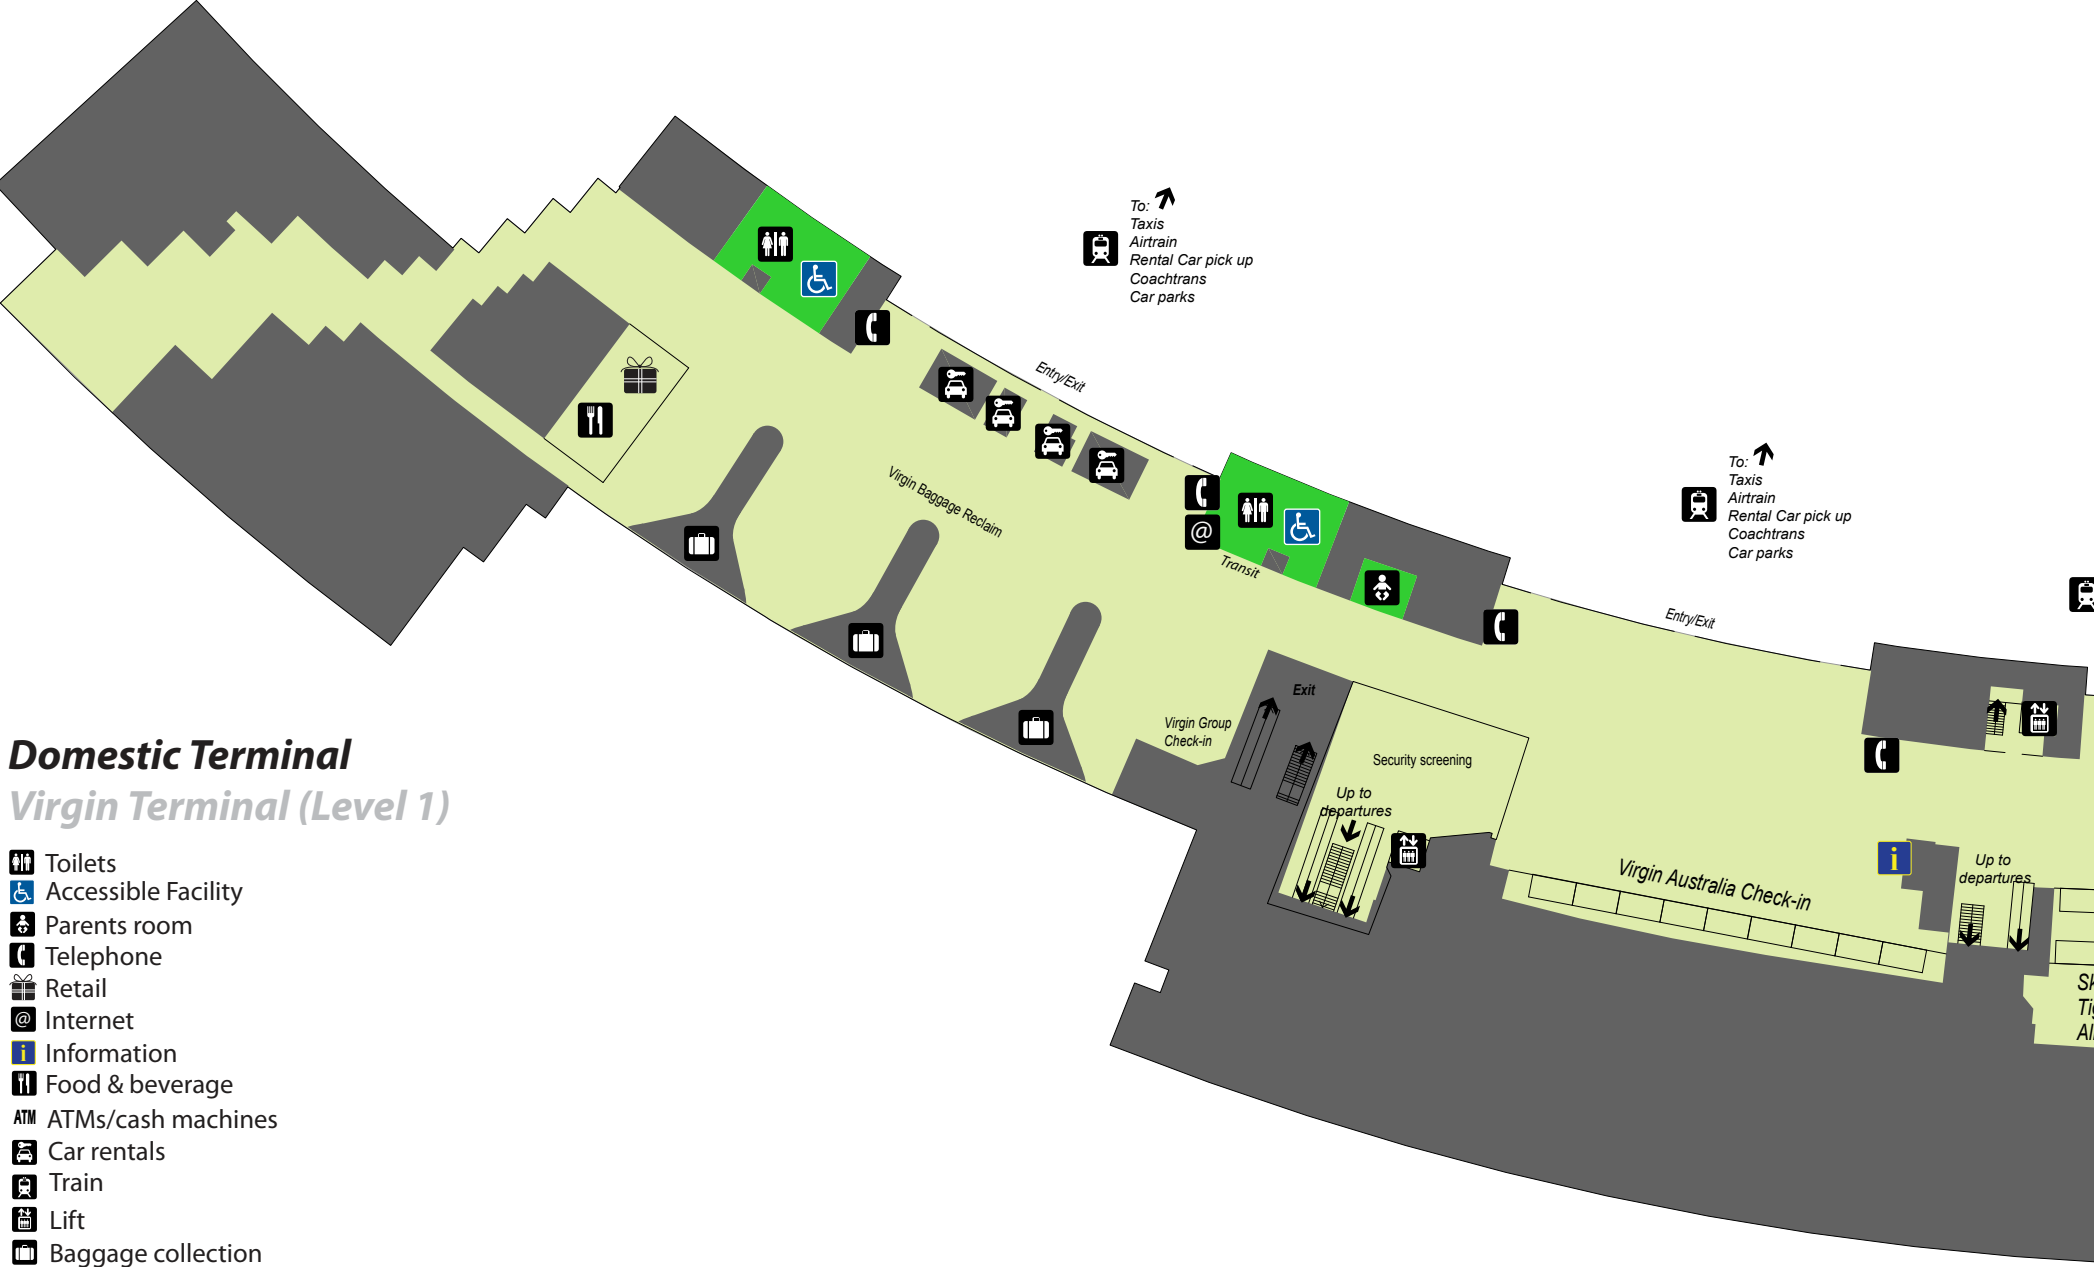 To:
Taxis
Airtrain
Rental Car pick up
Coachtrans
Car parks
Entry/Exit
Virgin Baggage Reclaim
@
Transit
To:
Taxis
Airtrain
Rental Car pick up
Coachtrans
Car parks
Entry/Exit
Exit
Virgin Group
Check-in
Security screening
Up to
departures
i
Virgin Australia Check-in
Up to
departures
Domestic Terminal
Virgin Terminal (Level 1)
Toilets
Accessible Facility
Parents room
Telephone
Retail
@ Internet
i Information
Food & beverage
ATM ATMs/cash machines
Car rentals
Train
Lift
Baggage collection